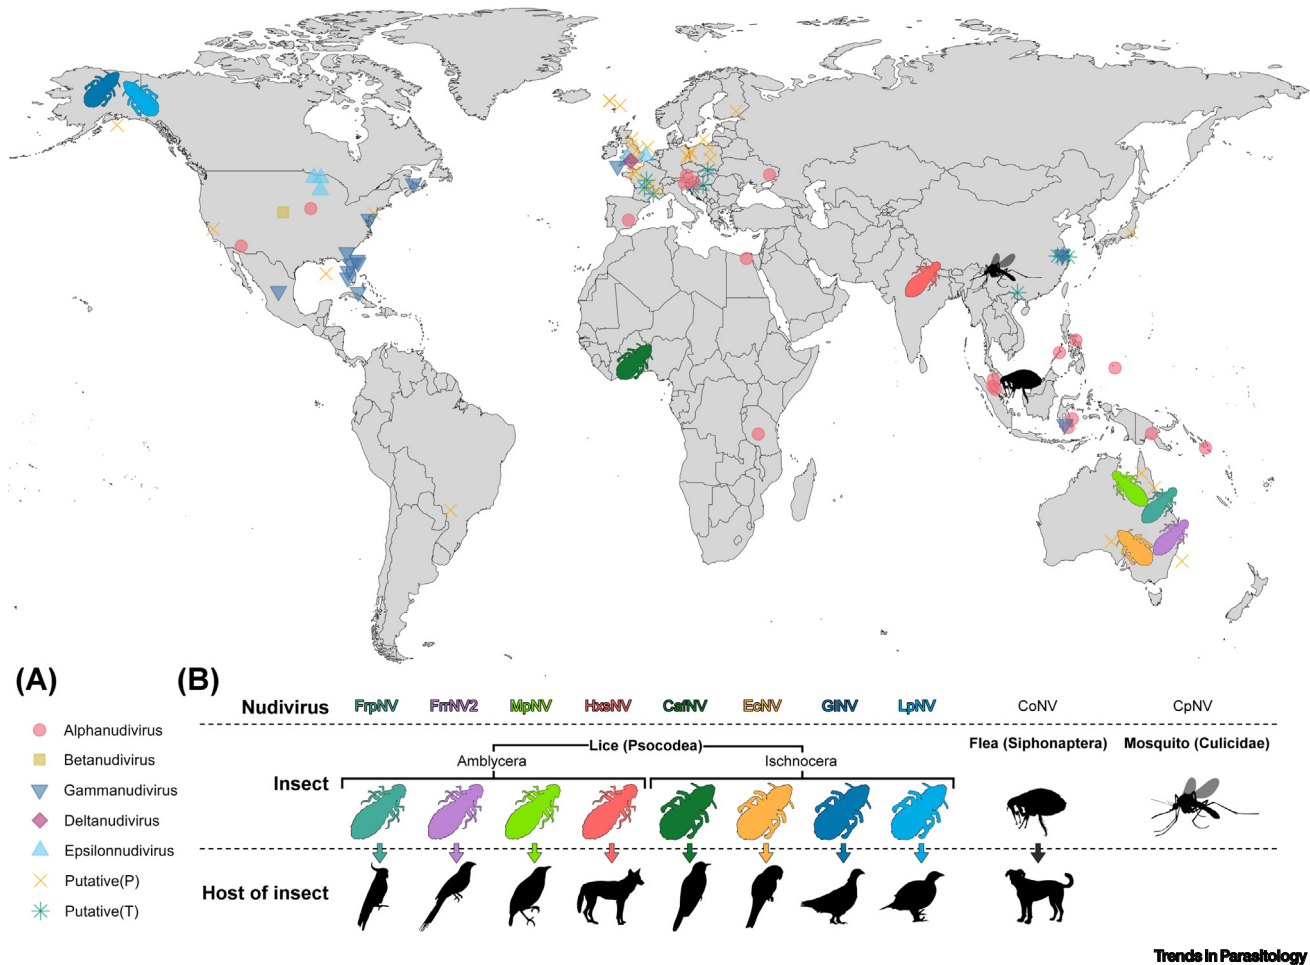 (A)
Alphanudivirus
Betanudivirus
Gammanudivirus
Deltanudivirus
Epsilonnudivirus
Putative(P)
Putative(T)
(B)
Nudivirus FrpNV FrrNV2 MpNV HxsNV CafNV EcNV GlNV LpNV CoNV CpNV
Lice (Psocodea) Flea (Siphonaptera) Mosquito (Culicidae)
Amblycera Ischnocera
Insect
Host of insect
Trends in Parasitology